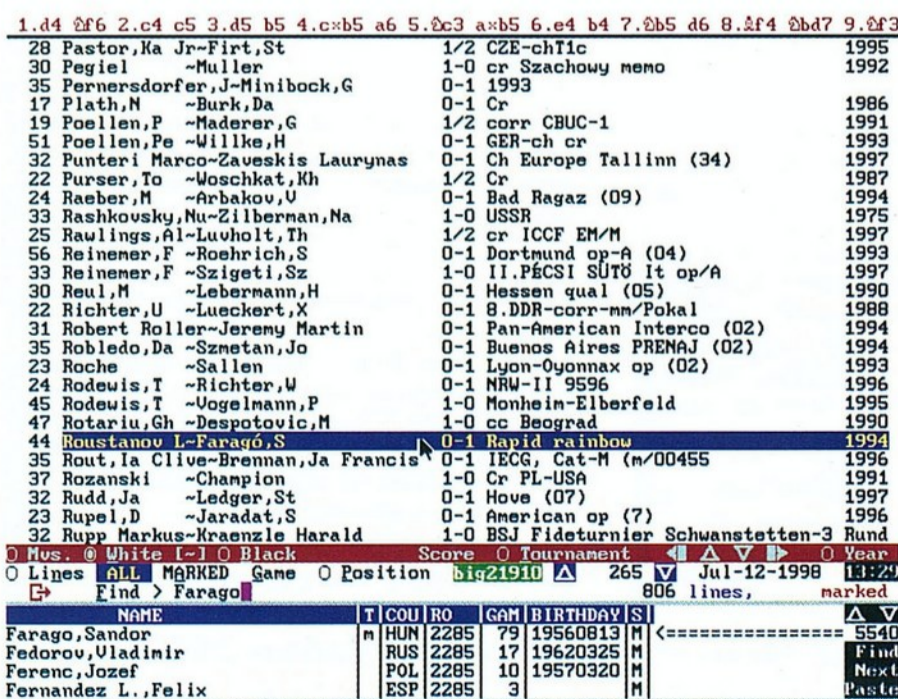 1.d4 ♘f6 2.c4 c5 3.d5 b5 4.c×b5 a6 5.♘c3 a×b5 6.e4 b4 7.♘b5 d6 8.♗f4 ♘bd7 9.♘f3
28 Pastor,Ka Jr~Firt,St 1/2 CZE-chT1c 1995
30 Pegiel ~Muller 1-0 cr Szachowy memo 1992
35 Pernersdorfer,J~Minibock,G 0-1 1993
17 Plath,N ~Burk,Da 0-1 Cr 1986
19 Poellen,P ~Maderer,G 1/2 corr CBUC-1 1991
51 Poellen,Pe ~Willke,H 0-1 GER-ch cr 1993
32 Punteri Marco~Zaveskis Laurynas 0-1 Ch Europe Tallinn (34) 1997
22 Purser,To ~Woschkat,Kh 1/2 Cr 1987
24 Raeber,M ~Arbakov,V 0-1 Bad Ragaz (09) 1994
33 Rashkovsky,Nu~Zilberman,Na 1-0 USSR 1975
25 Rawlings,Al~Luvholt,Th 1/2 cr ICCF EM/M 1997
56 Reinemer,F ~Roehrich,S 0-1 Dortmund op-A (04) 1993
33 Reinemer,F ~Szigeti,Sz 1-0 II.PÉCSI SÜTÖ It op/A 1997
30 Reul,M ~Lebermann,H 0-1 Hessen qual (05) 1990
22 Richter,U ~Lueckert,X 0-1 8.DDR-corr-mm/Pokal 1988
31 Robert Roller~Jeremy Martin 0-1 Pan-American Interco (02) 1994
35 Robledo,Da ~Szmetan,Jo 0-1 Buenos Aires PRENAJ (02) 1994
23 Roche ~Sallen 0-1 Lyon-Oyonnax op (02) 1993
24 Rodewis,T ~Richter,W 0-1 NRW-II 9596 1996
45 Rodewis,T ~Vogelmann,P 1-0 Monheim-Elberfeld 1995
47 Rotariu,Gh ~Despotovic,M 1-0 cc Beograd 1990
44 Roustanov L~Faragó,S 0-1 Rapid rainbow 1994
35 Rout,Ia Clive~Brennan,Ja Francis 0-1 IECG, Cat-M (m/00455 1996
37 Rozanski ~Champion 1-0 Cr PL-USA 1991
32 Rudd,Ja ~Ledger,St 0-1 Hove (07) 1997
23 Rupel,D ~Jaradat,S 0-1 American op (7) 1996
32 Rupp Markus~Kraenzle Harald 1-0 BSJ Fideturnier Schwanstetten-3 Rund
Mvs. White [~] Black Score Tournament Year
Lines ALL MARKED Game Position big21910 265 Jul-12-1998 13:29
Find > Farago 806 lines, marked
NAME T COU RO GAM BIRTHDAY S
Farago,Sandor m HUN 2285 79 19560813 M <================ 5540
Fedorov,Vladimir RUS 2285 17 19620325 M Find
Ferenc,Jozef POL 2285 10 19570320 M Next
Fernandez L.,Felix ESP 2285 3 M Paste